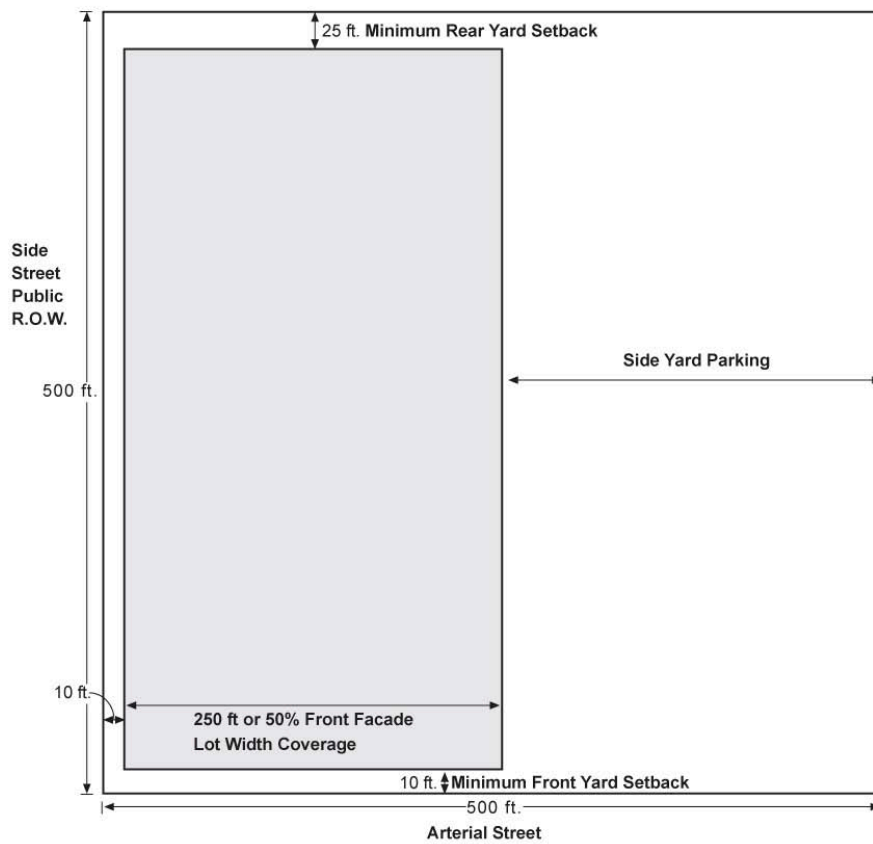 25 ft. Minimum Rear Yard Setback
Side
Street
Public
R.O.W.
Side Yard Parking
500 ft.
10 ft.
250 ft or 50% Front Facade
Lot Width Coverage
10 ft. Minimum Front Yard Setback
500 ft.
Arterial Street